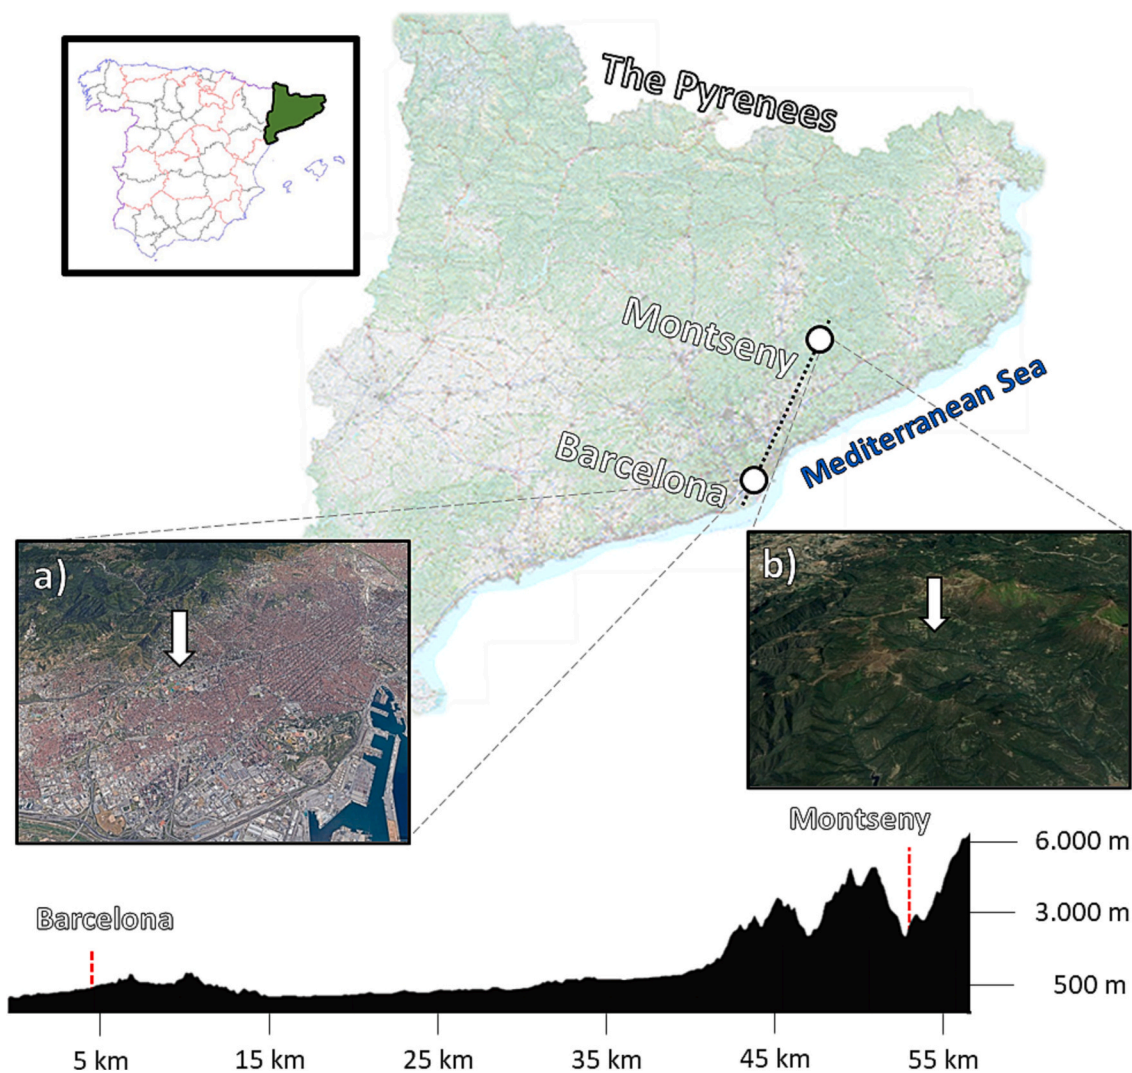 The Pyrenees
Montseny
Barcelona
Mediterranean Sea
a)
b)
Montseny
Barcelona
6.000 m
3.000 m
500 m
5 km
15 km
25 km
35 km
45 km
55 km